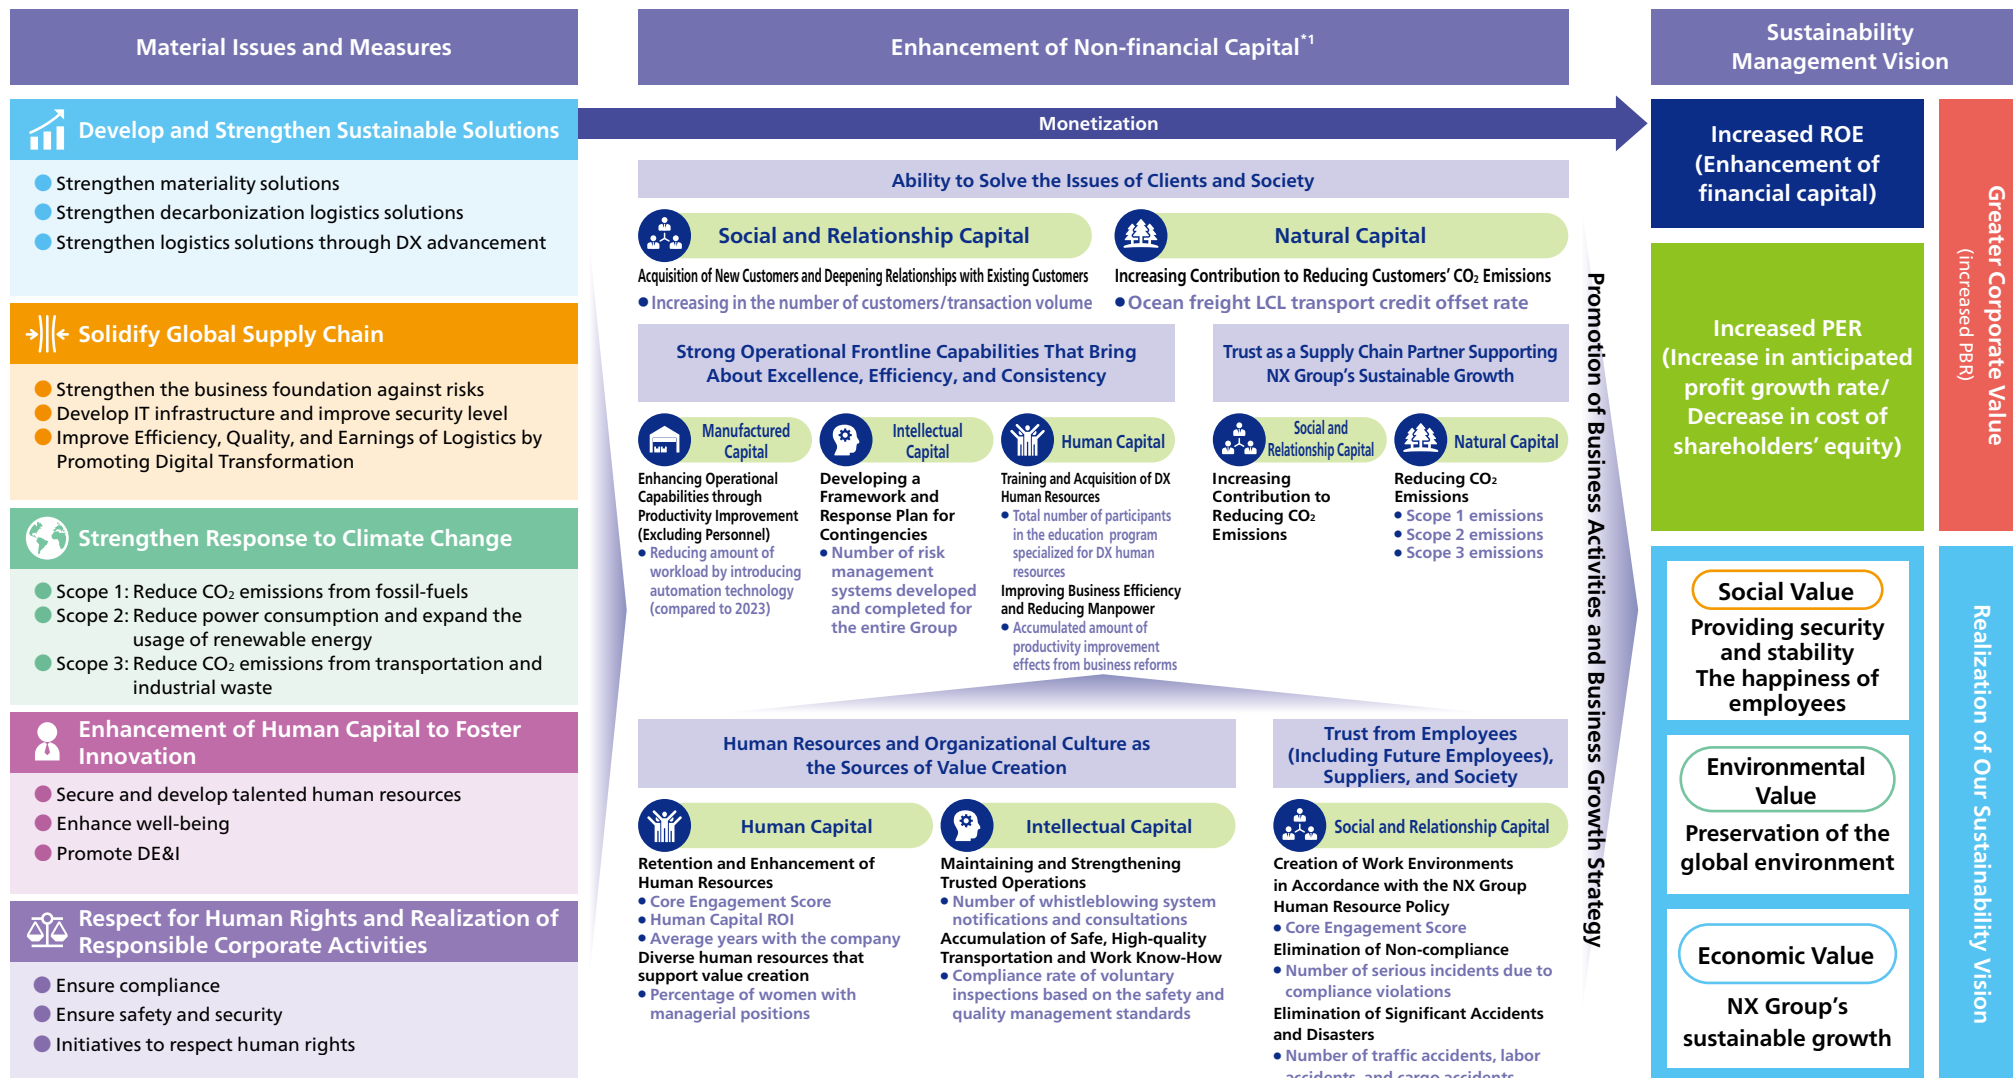 Material Issues and Measures
Develop and Strengthen Sustainable Solutions
● Strengthen materiality solutions
● Strengthen decarbonization logistics solutions
● Strengthen logistics solutions through DX advancement
Solidify Global Supply Chain
● Strengthen the business foundation against risks
● Develop IT infrastructure and improve security level
● Improve Efficiency, Quality, and Earnings of Logistics by
Promoting Digital Transformation
Strengthen Response to Climate Change
● Scope 1: Reduce CO₂ emissions from fossil-fuels
● Scope 2: Reduce power consumption and expand the
usage of renewable energy
● Scope 3: Reduce CO₂ emissions from transportation and
industrial waste
Enhancement of Human Capital to Foster
Innovation
● Secure and develop talented human resources
● Enhance well-being
● Promote DE&I
Respect for Human Rights and Realization of
Responsible Corporate Activities
● Ensure compliance
● Ensure safety and security
● Initiatives to respect human rights
Enhancement of Non-financial Capital*1
Monetization
Ability to Solve the Issues of Clients and Society
Social and Relationship Capital
Acquisition of New Customers and Deepening Relationships with Existing Customers
● Increasing in the number of customers/transaction volume
Natural Capital
Increasing Contribution to Reducing Customers' CO₂ Emissions
● Ocean freight LCL transport credit offset rate
Strong Operational Frontline Capabilities That Bring
About Excellence, Efficiency, and Consistency
Manufactured
Capital
Enhancing Operational
Capabilities through
Productivity Improvement
(Excluding Personnel)
● Reducing amount of
workload by introducing
automation technology
(compared to 2023)
Intellectual
Capital
Developing a
Framework and
Response Plan for
Contingencies
● Number of risk
management
systems developed
and completed for
the entire Group
Human Capital
Training and Acquisition of DX
Human Resources
● Total number of participants
in the education program
specialized for DX human
resources
Improving Business Efficiency
and Reducing Manpower
● Accumulated amount of
productivity improvement
effects from business reforms
Trust as a Supply Chain Partner Supporting
NX Group's Sustainable Growth
Social and
Relationship Capital
Increasing
Contribution to
Reducing CO₂
Emissions
Natural Capital
Reducing CO₂
Emissions
● Scope 1 emissions
● Scope 2 emissions
● Scope 3 emissions
Human Resources and Organizational Culture as
the Sources of Value Creation
Human Capital
Retention and Enhancement of
Human Resources
● Core Engagement Score
● Human Capital ROI
● Average years with the company
Diverse human resources that
support value creation
● Percentage of women with
managerial positions
Intellectual Capital
Maintaining and Strengthening
Trusted Operations
● Number of whistleblowing system
notifications and consultations
Accumulation of Safe, High-quality
Transportation and Work Know-How
● Compliance rate of voluntary
inspections based on the safety and
quality management standards
Trust from Employees
(Including Future Employees),
Suppliers, and Society
Social and Relationship Capital
Creation of Work Environments
in Accordance with the NX Group
Human Resource Policy
● Core Engagement Score
Elimination of Non-compliance
● Number of serious incidents due to
compliance violations
Elimination of Significant Accidents
and Disasters
● Number of traffic accidents, labor
accidents, and cargo accidents
Promotion of Business Activities and Business Growth Strategy
Sustainability
Management Vision
Increased ROE
(Enhancement of
financial capital)
Increased PER
(Increase in anticipated
profit growth rate/
Decrease in cost of
shareholders' equity)
Greater Corporate Value
(increased PBR)
Social Value
Providing security
and stability
The happiness of
employees
Environmental
Value
Preservation of the
global environment
Economic Value
NX Group's
sustainable growth
Realization of Our Sustainability Vision